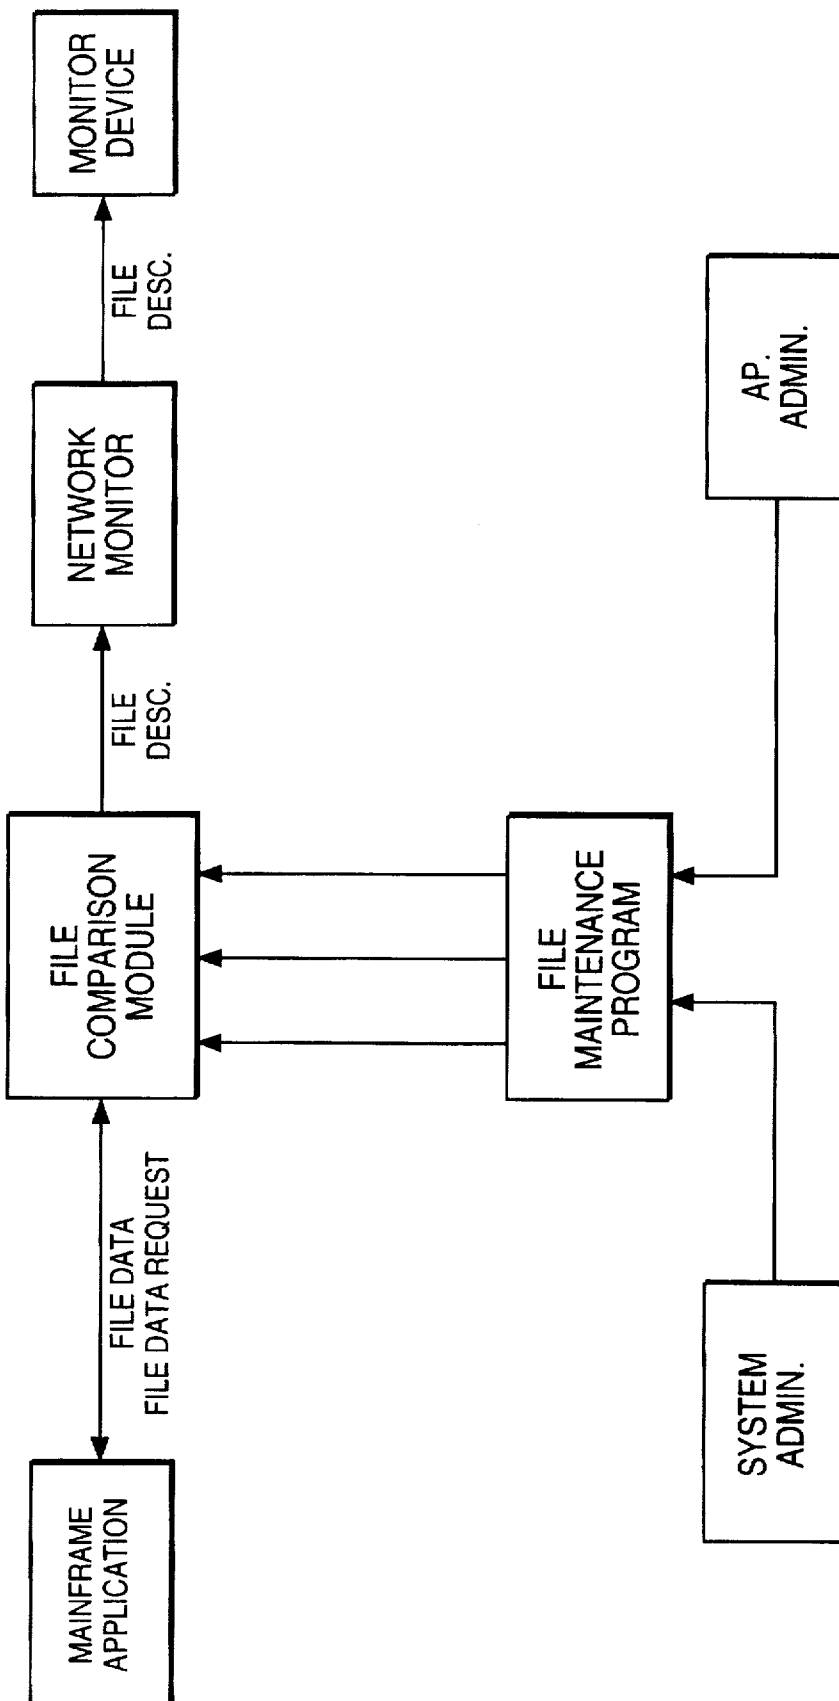 MAINFRAME
APPLICATION
FILE DATA
FILE DATA REQUEST
FILE
COMPARISON
MODULE
FILE
DESC.
NETWORK
MONITOR
FILE
DESC.
MONITOR
DEVICE
FILE
MAINTENANCE
PROGRAM
SYSTEM
ADMIN.
AP.
ADMIN.